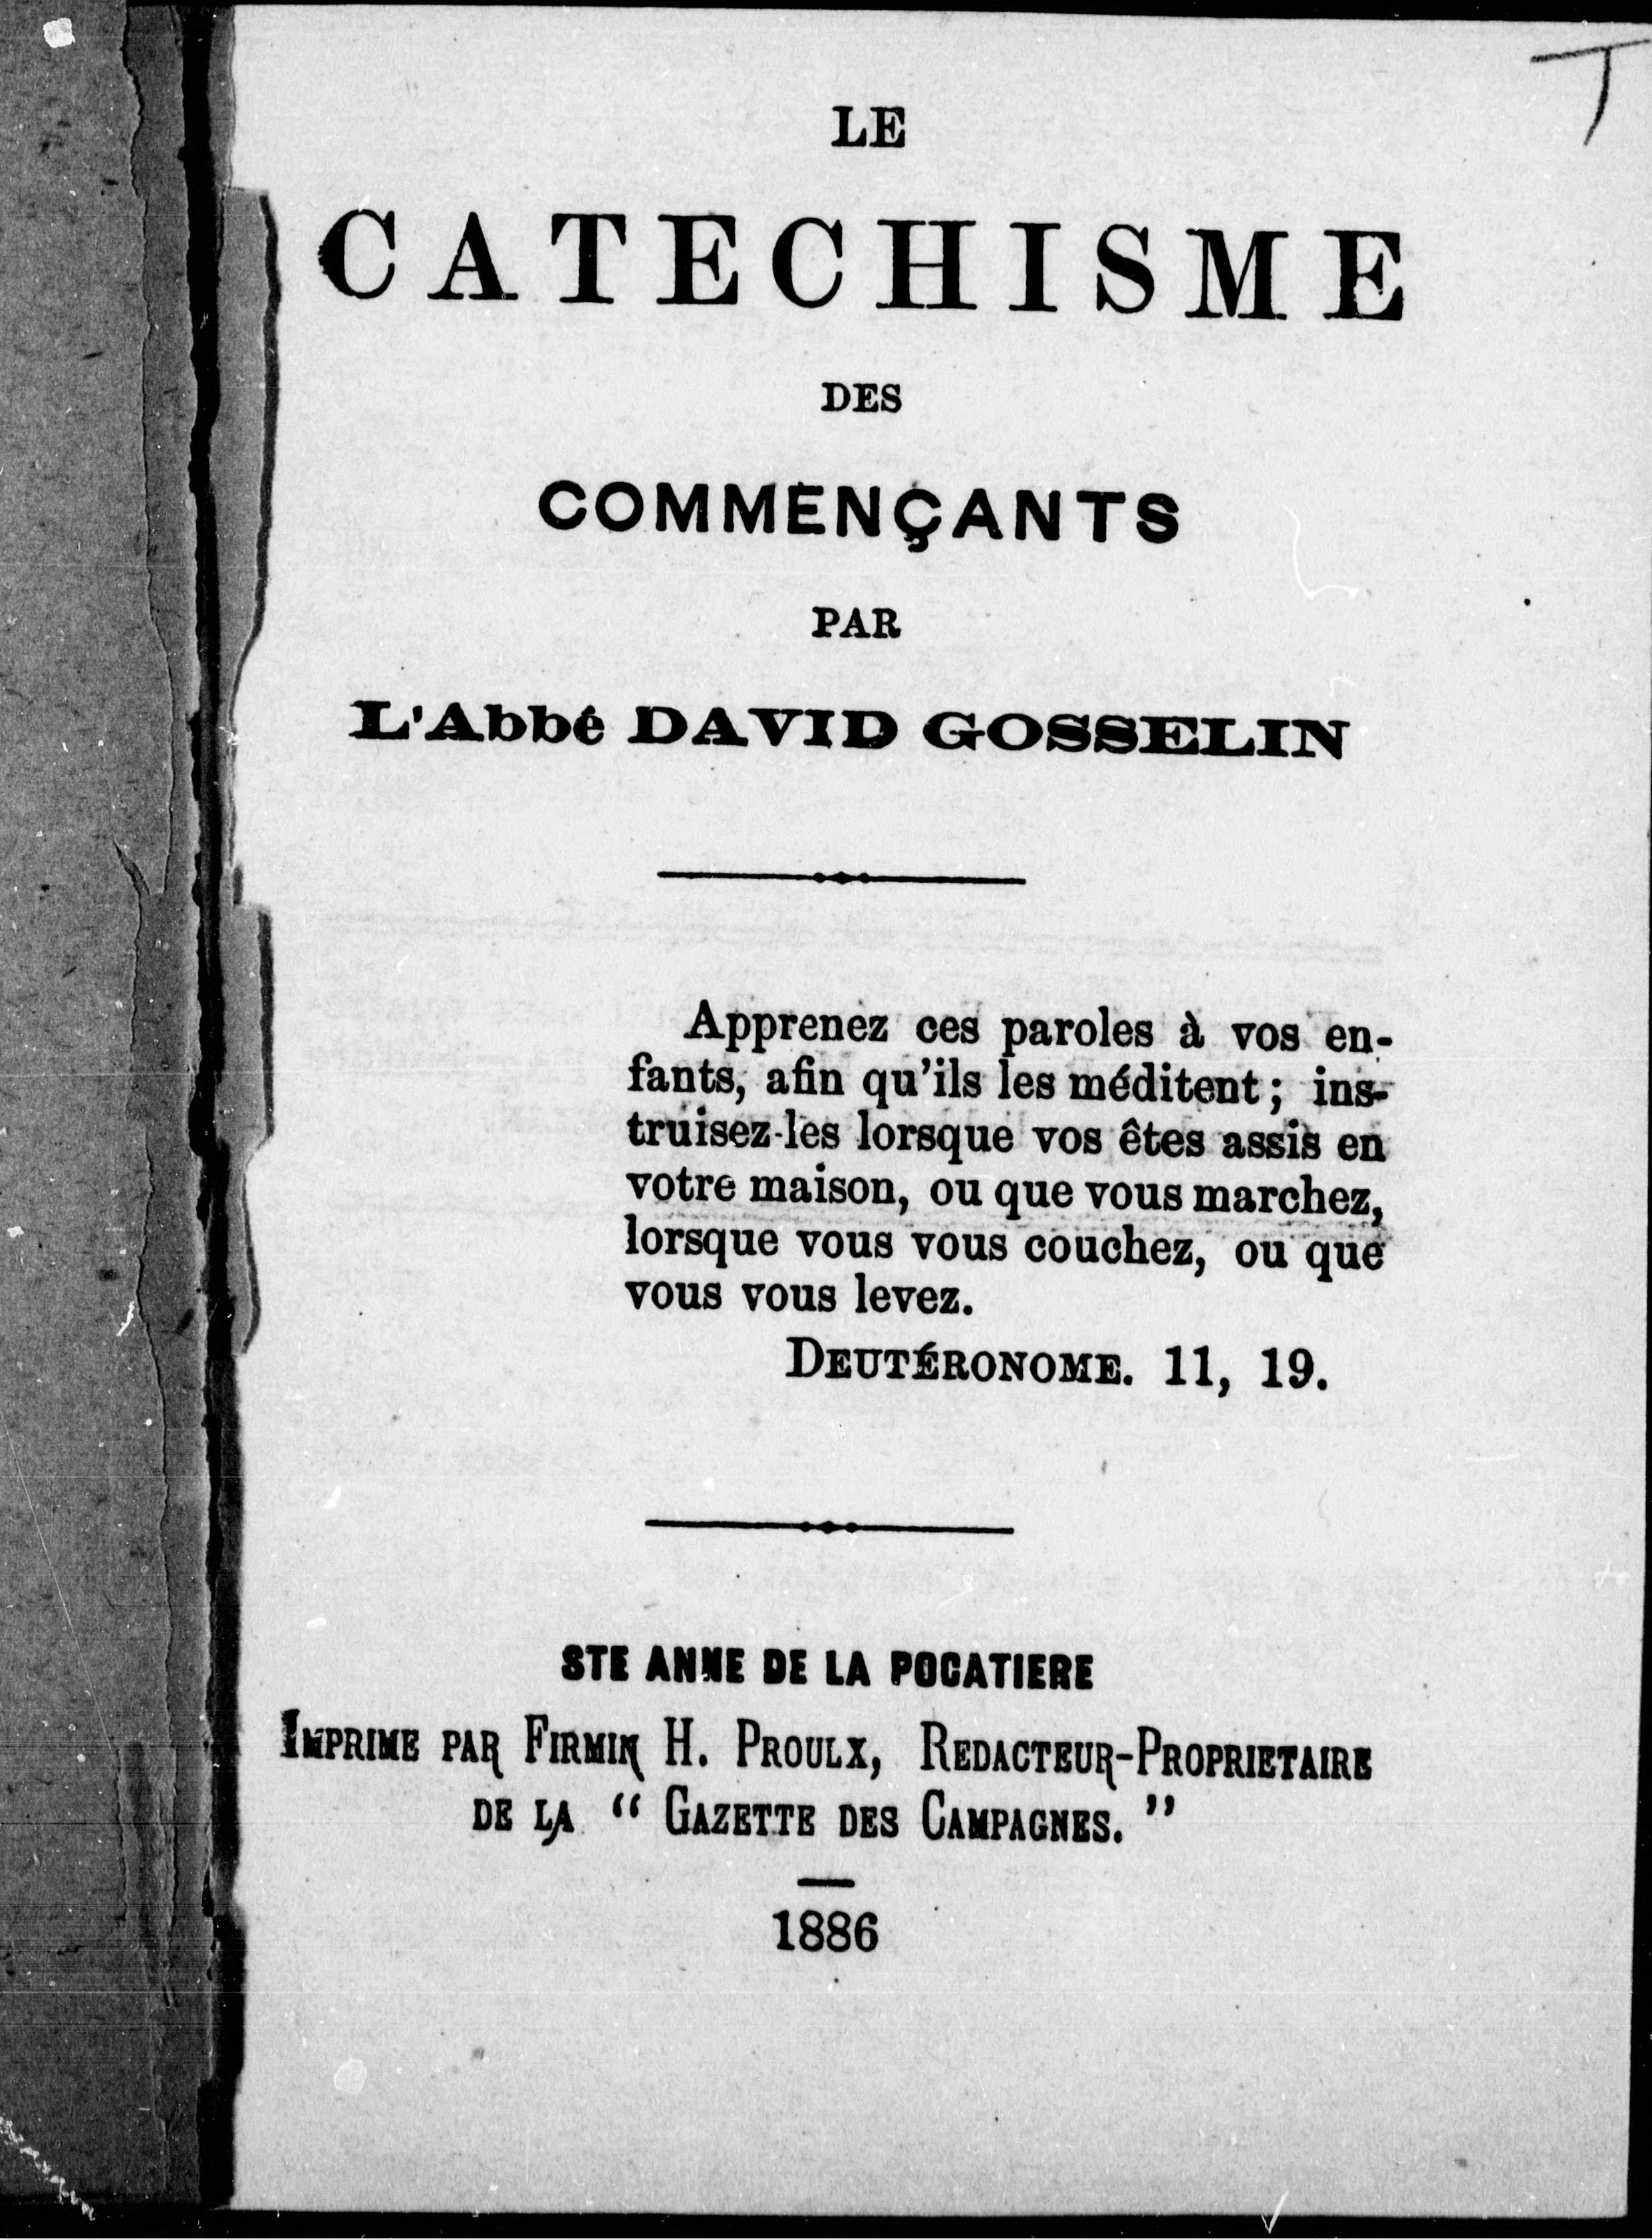 T
LE
CATECHISME
DES
COMMENÇANTS
PAR
L'Abbé DAVID GOSSELIN
Apprenez ces paroles à vos en-
fants, afin qu'ils les méditent; ins-
truisez-les lorsque vos êtes assis en
votre maison, ou que vous marchez,
lorsque vous vous couchez, ou que
vous vous levez.
DEUTÉRONOME. 11, 19.
STE ANNE DE LA POCATIERE
IMPRIME PAR FIRMIN H. PROULX, REDACTEUR-PROPRIETAIRE
DE LA " GAZETTE DES CAMPAGNES. "
1886